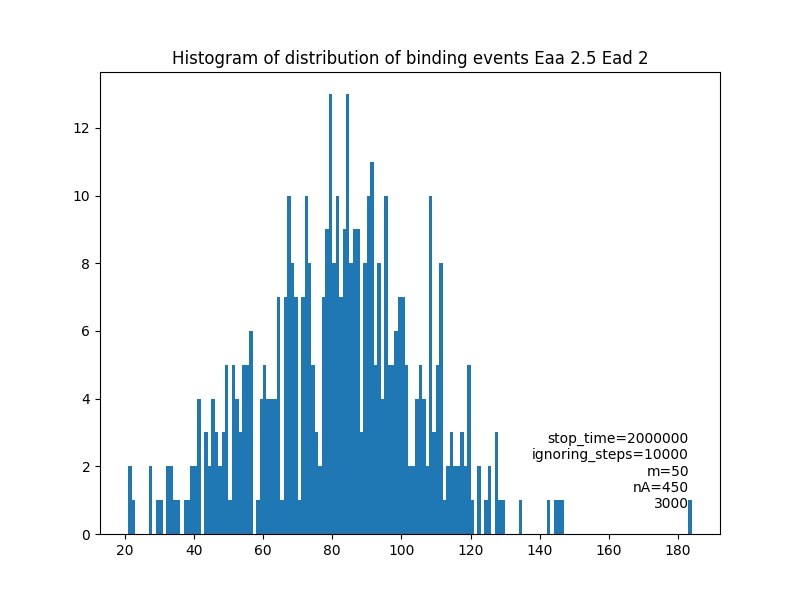 Histogram of distribution of binding events Eaa 2.5 Ead 2
12
10
8
6
4
2
0
stop_time=2000000
ignoring_steps=10000
m=50
nA=450
3000
20 40 60 80 100 120 140 160 180